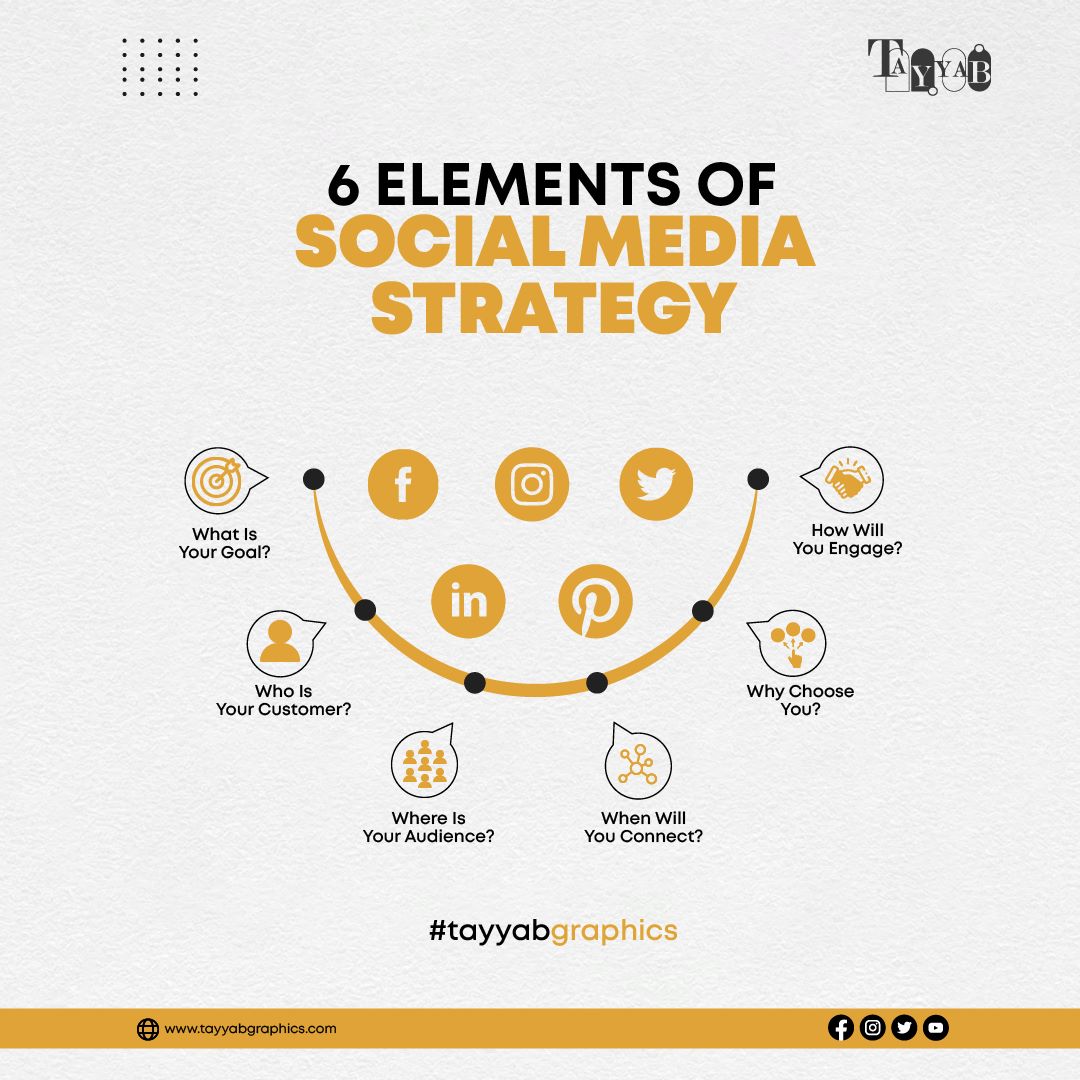 TAYYAB
6 ELEMENTS OF
SOCIAL MEDIA
STRATEGY
What Is
Your Goal?
How Will
You Engage?
Who Is
Your Customer?
Why Choose
You?
Where Is
Your Audience?
When Will
You Connect?
#tayyabgraphics
www.tayyabgraphics.com